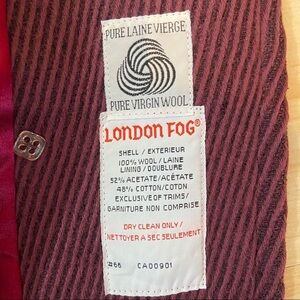 PURE LAINE VIERGE
PURE VIRGIN WOOL
LONDON FOG®
SHELL / EXTERIEUR
100% WOOL / LAINE
LINING / DOUBLURE
52% ACETATE/ACÉTATE
48% COTTON/COTON
EXCLUSIVE OF TRIMS/
GARNITURE NON COMPRISE
DRY CLEAN ONLY/
NETTOYER A SEC SEULEMENT
#68 CA00901